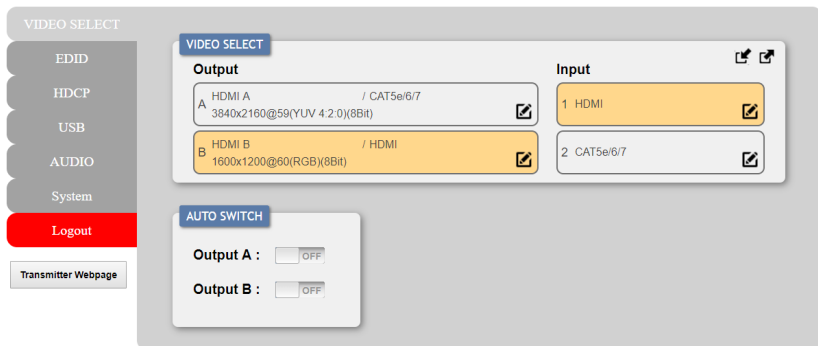 VIDEO SELECT
EDID
HDCP
USB
AUDIO
System
Logout
Transmitter Webpage
VIDEO SELECT
Output
A HDMI A / CAT5e/6/7
3840x2160@59(YUV 4:2:0)(8Bit)
B HDMI B / HDMI
1600x1200@60(RGB)(8Bit)
Input
1 HDMI
2 CAT5e/6/7
AUTO SWITCH
Output A : OFF
Output B : OFF